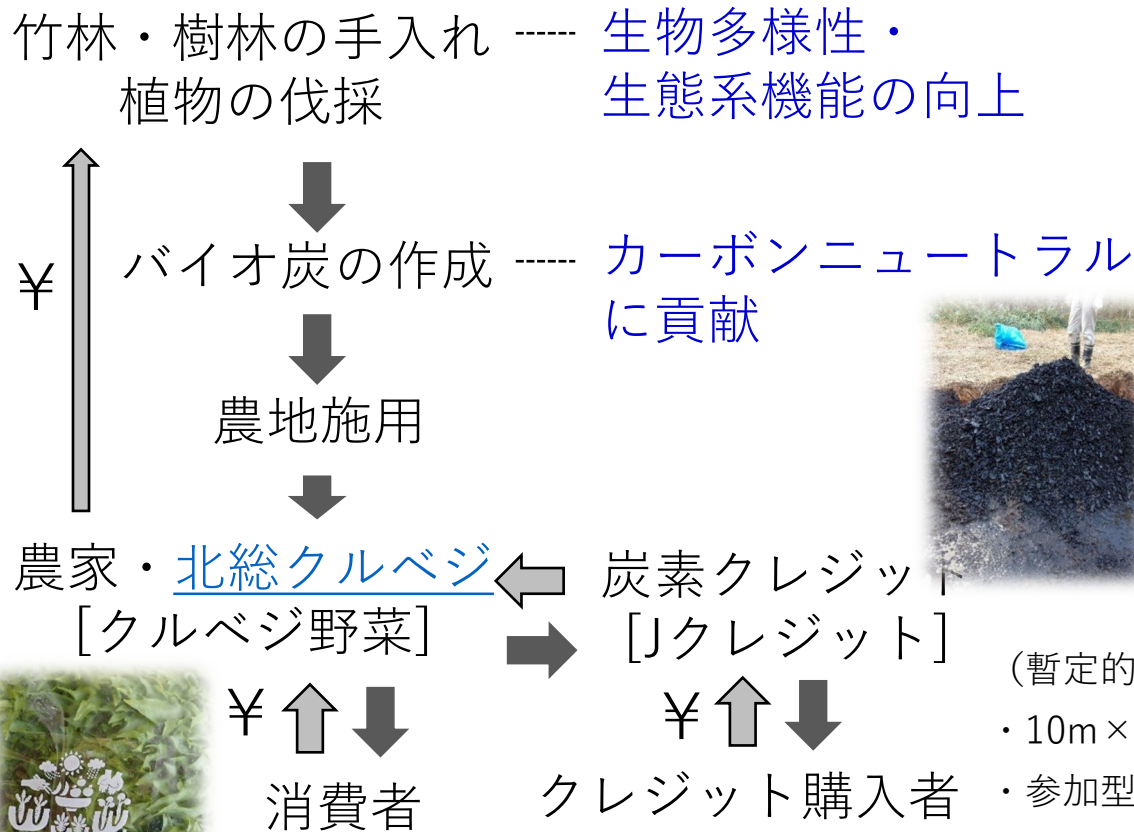 竹林・樹林の手入れ
植物の伐採
生物多様性・
生態系機能の向上
¥
バイオ炭の作成
カーボンニュートラル
に貢献
農地施用
農家・北総クルベジ
[クルベジ野菜]
炭素クレジット
[Jクレジット]
¥
消費者
¥
クレジット購入者
（暫定的
・10m×
・参加型